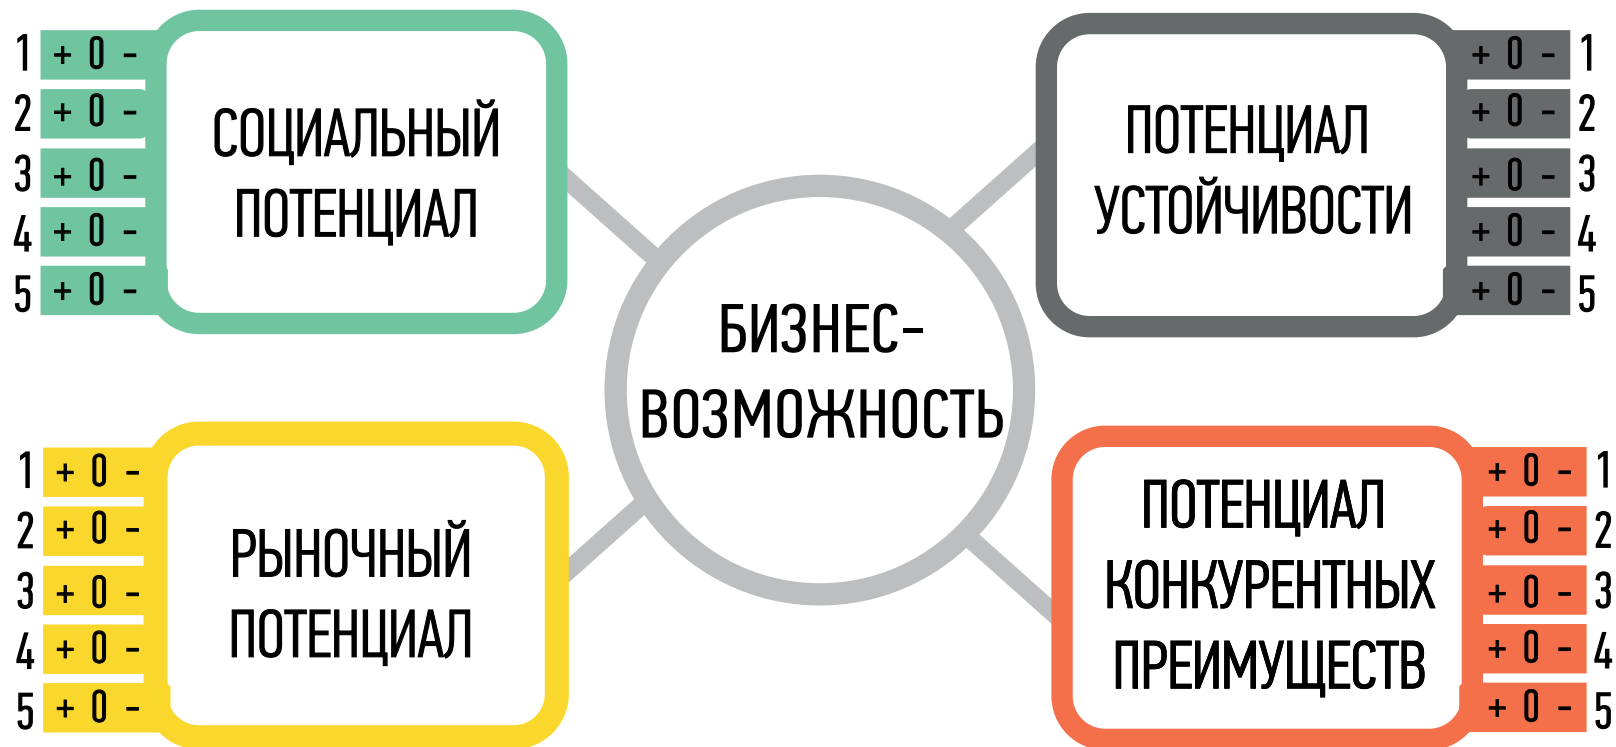 1 + 0 -
2 + 0 -
3 + 0 -
4 + 0 -
5 + 0 -
СОЦИАЛЬНЫЙ
ПОТЕНЦИАЛ
ПОТЕНЦИАЛ
УСТОЙЧИВОСТИ
+ 0 - 1
+ 0 - 2
+ 0 - 3
+ 0 - 4
+ 0 - 5
БИЗНЕС-
ВОЗМОЖНОСТЬ
1 + 0 -
2 + 0 -
3 + 0 -
4 + 0 -
5 + 0 -
РЫНОЧНЫЙ
ПОТЕНЦИАЛ
ПОТЕНЦИАЛ
КОНКУРЕНТНЫХ
ПРЕИМУЩЕСТВ
+ 0 - 1
+ 0 - 2
+ 0 - 3
+ 0 - 4
+ 0 - 5